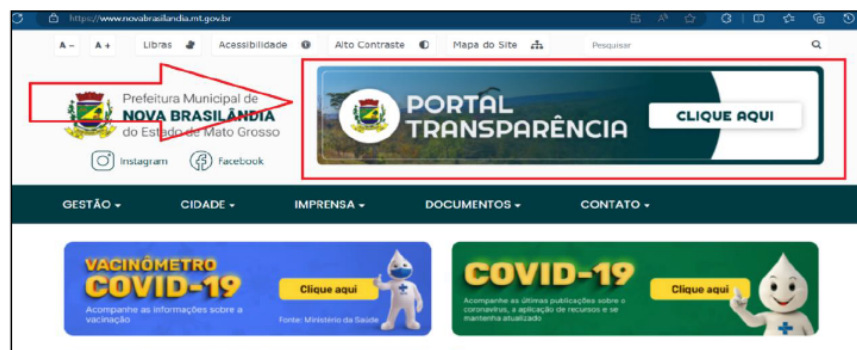 https://www.novabrasilandia.mt.gov.br
A - A + Libras Acessibilidade Alto Contraste Mapa do Site Pesquisar
Prefeitura Municipal de
NOVA BRASILÂNDIA
do Estado de Mato Grosso
Instagram Facebook
PORTAL
TRANSPARÊNCIA
CLIQUE AQUI
GESTÃO CIDADE IMPRENSA DOCUMENTOS CONTATO
VACINÔMETRO
COVID-19
Acompanhe as informações sobre a
vacinação
Clique aqui
Fonte: Ministério da Saúde
COVID-19
Acompanhe as últimas publicações sobre o
coronavírus, a aplicação de recursos e se
mantenha atualizado
Clique aqui